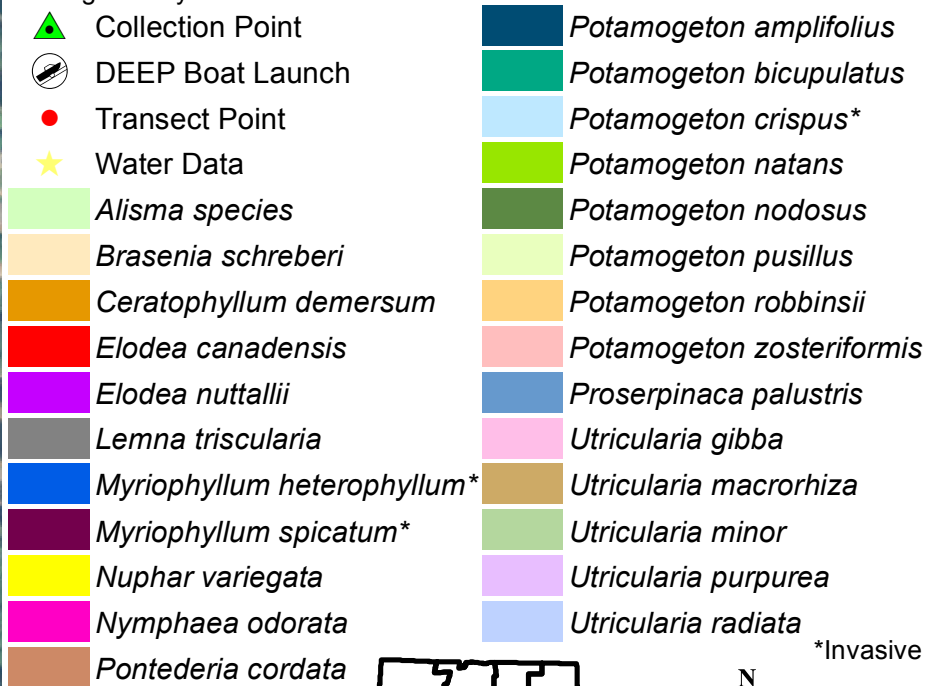 Collection Point
DEEP Boat Launch
Transect Point
Water Data
Alisma species
Brasenia schreberi
Ceratophyllum demersum
Elodea canadensis
Elodea nuttallii
Lemna triscularia
Myriophyllum heterophyllum*
Myriophyllum spicatum*
Nuphar variegata
Nymphaea odorata
Pontederia cordata
Potamogeton amplifolius
Potamogeton bicupulatus
Potamogeton crispus*
Potamogeton natans
Potamogeton nodosus
Potamogeton pusillus
Potamogeton robbinsii
Potamogeton zosteriformis
Proserpinaca palustris
Utricularia gibba
Utricularia macrorhiza
Utricularia minor
Utricularia purpurea
Utricularia radiata
*Invasive
N